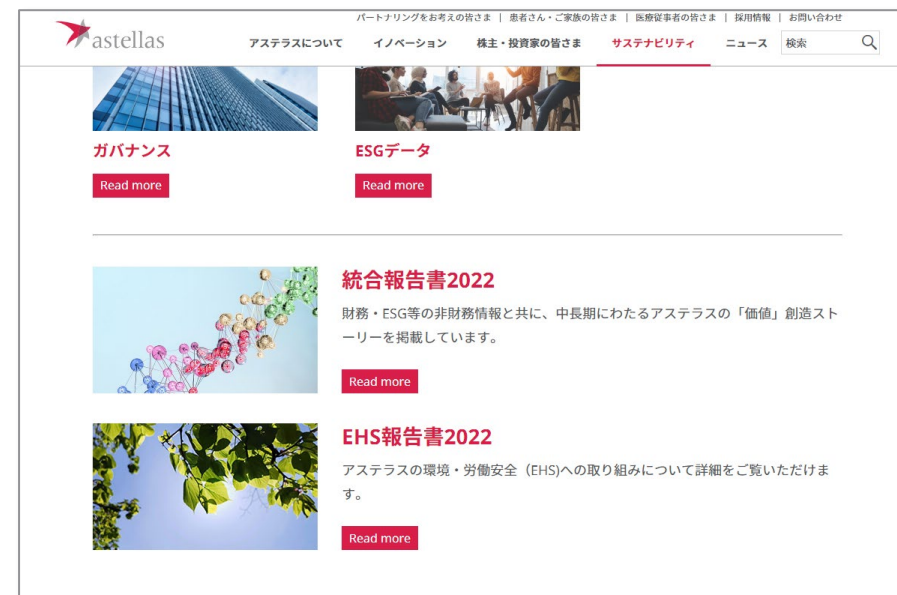 パートナリングをお考えの皆さま | 患者さん・ご家族の皆さま | 医療従事者の皆さま | 採用情報 | お問い合わせ
astellas
アステラスについて イノベーション 株主・投資家の皆さま サステナビリティ ニュース 検索
ガバナンス ESGデータ
Read more Read more
統合報告書2022
財務・ESG等の非財務情報と共に、中長期にわたるアステラスの「価値」創造スト
ーリーを掲載しています。
Read more
EHS報告書2022
アステラスの環境・労働安全（EHS)への取り組みについて詳細をご覧いただけま
す。
Read more